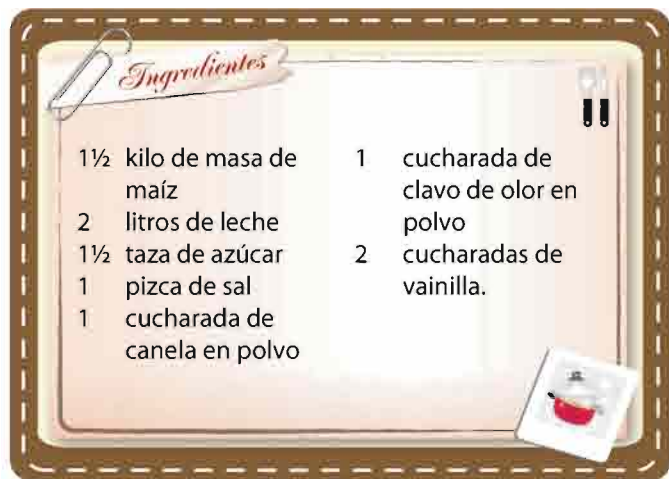 Ingredientes
1½ kilo de masa de
maíz
2 litros de leche
1½ taza de azúcar
1 pizca de sal
1 cucharada de
canela en polvo
1 cucharada de
clavo de olor en
polvo
2 cucharadas de
vainilla.